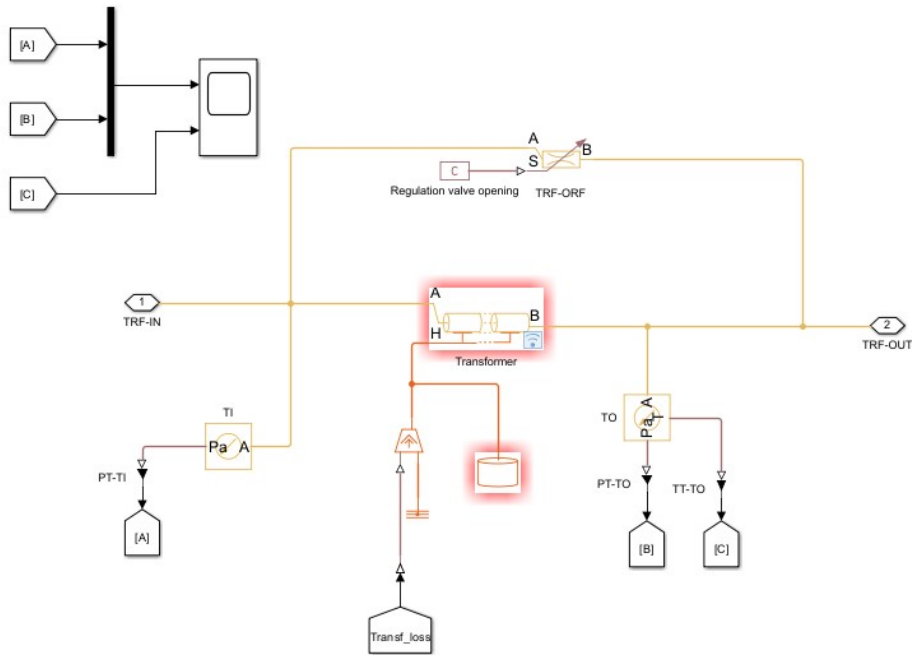 [A]
[B]
[C]
A
S
B
C
Regulation valve opening
TRF-ORF
1
TRF-IN
A
H
B
Transformer
2
TRF-OUT
TI
Pa A
PT-TI
[A]
TO
A
Pa
T
PT-TO
TT-TO
[B]
[C]
Transf_loss